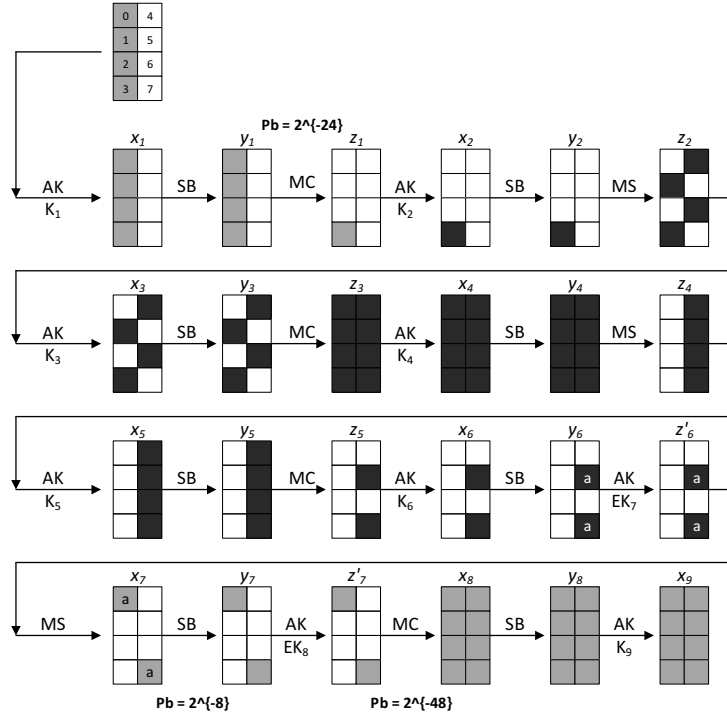 0 4
1 5
2 6
3 7
Pb = 2^{-24}
x1 y1 z1 x2 y2 z2
AK SB MC AK SB MS
K1 K2
x3 y3 z3 x4 y4 z4
AK SB MC AK SB MS
K3 K4
x5 y5 z5 x6 y6 z'6
AK SB MC AK SB a AK a
K5 K6 EK7
a a
x7 y7 z'7 x8 y8 x9
a
MS SB AK MC SB AK
EK8 K9
a
Pb = 2^{-8} Pb = 2^{-48}